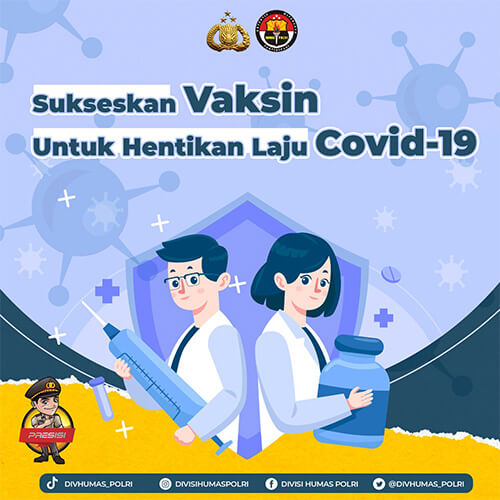 Sukseskan Vaksin
Untuk Hentikan Laju Covid-19
PRESISI
DIVHUMAS_POLRI
DIVISIHUMASPOLRI
DIVISI HUMAS POLRI
@DIVHUMAS_POLRI